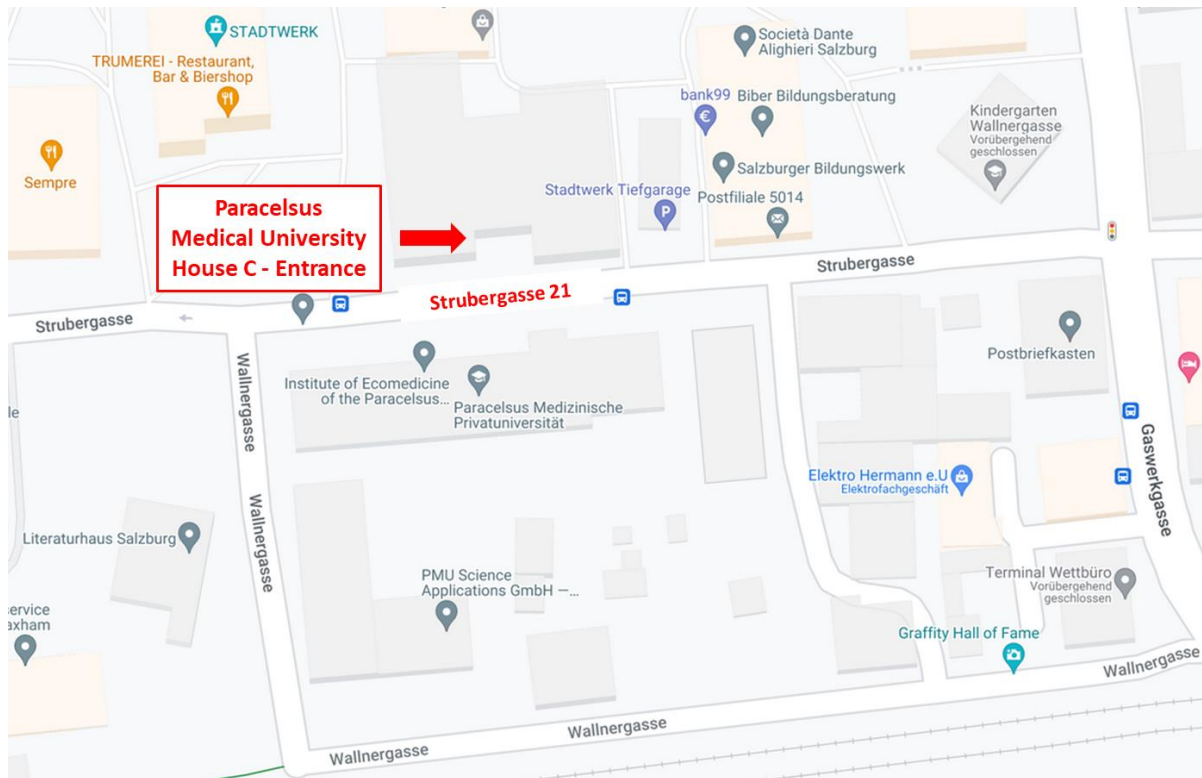 STADTWERK
TRUMEREI - Restaurant,
Bar & Biershop
Sempre
Società Dante
Alighieri Salzburg
bank99
Biber Bildungsberatung
Kindergarten
Wallnergasse
Vorübergehend
geschlossen
Salzburger Bildungswerk
Stadtwerk Tiefgarage
Postfiliale 5014
Paracelsus
Medical University
House C - Entrance
Strubergasse
Strubergasse 21
Strubergasse
Wallnergasse
Institute of Ecomedicine
of the Paracelsus...
Paracelsus Medizinische
Privatuniversität
Postbriefkasten
le
Gaswerkgasse
Elektro Hermann e.U
Elektrofachgeschäft
Wallnergasse
Literaturhaus Salzburg
PMU Science
Applications GmbH —...
Terminal Wettbüro
Vorübergehend
geschlossen
service
axham
Graffity Hall of Fame
Wallnergasse
Wallnergasse
Wallnergasse